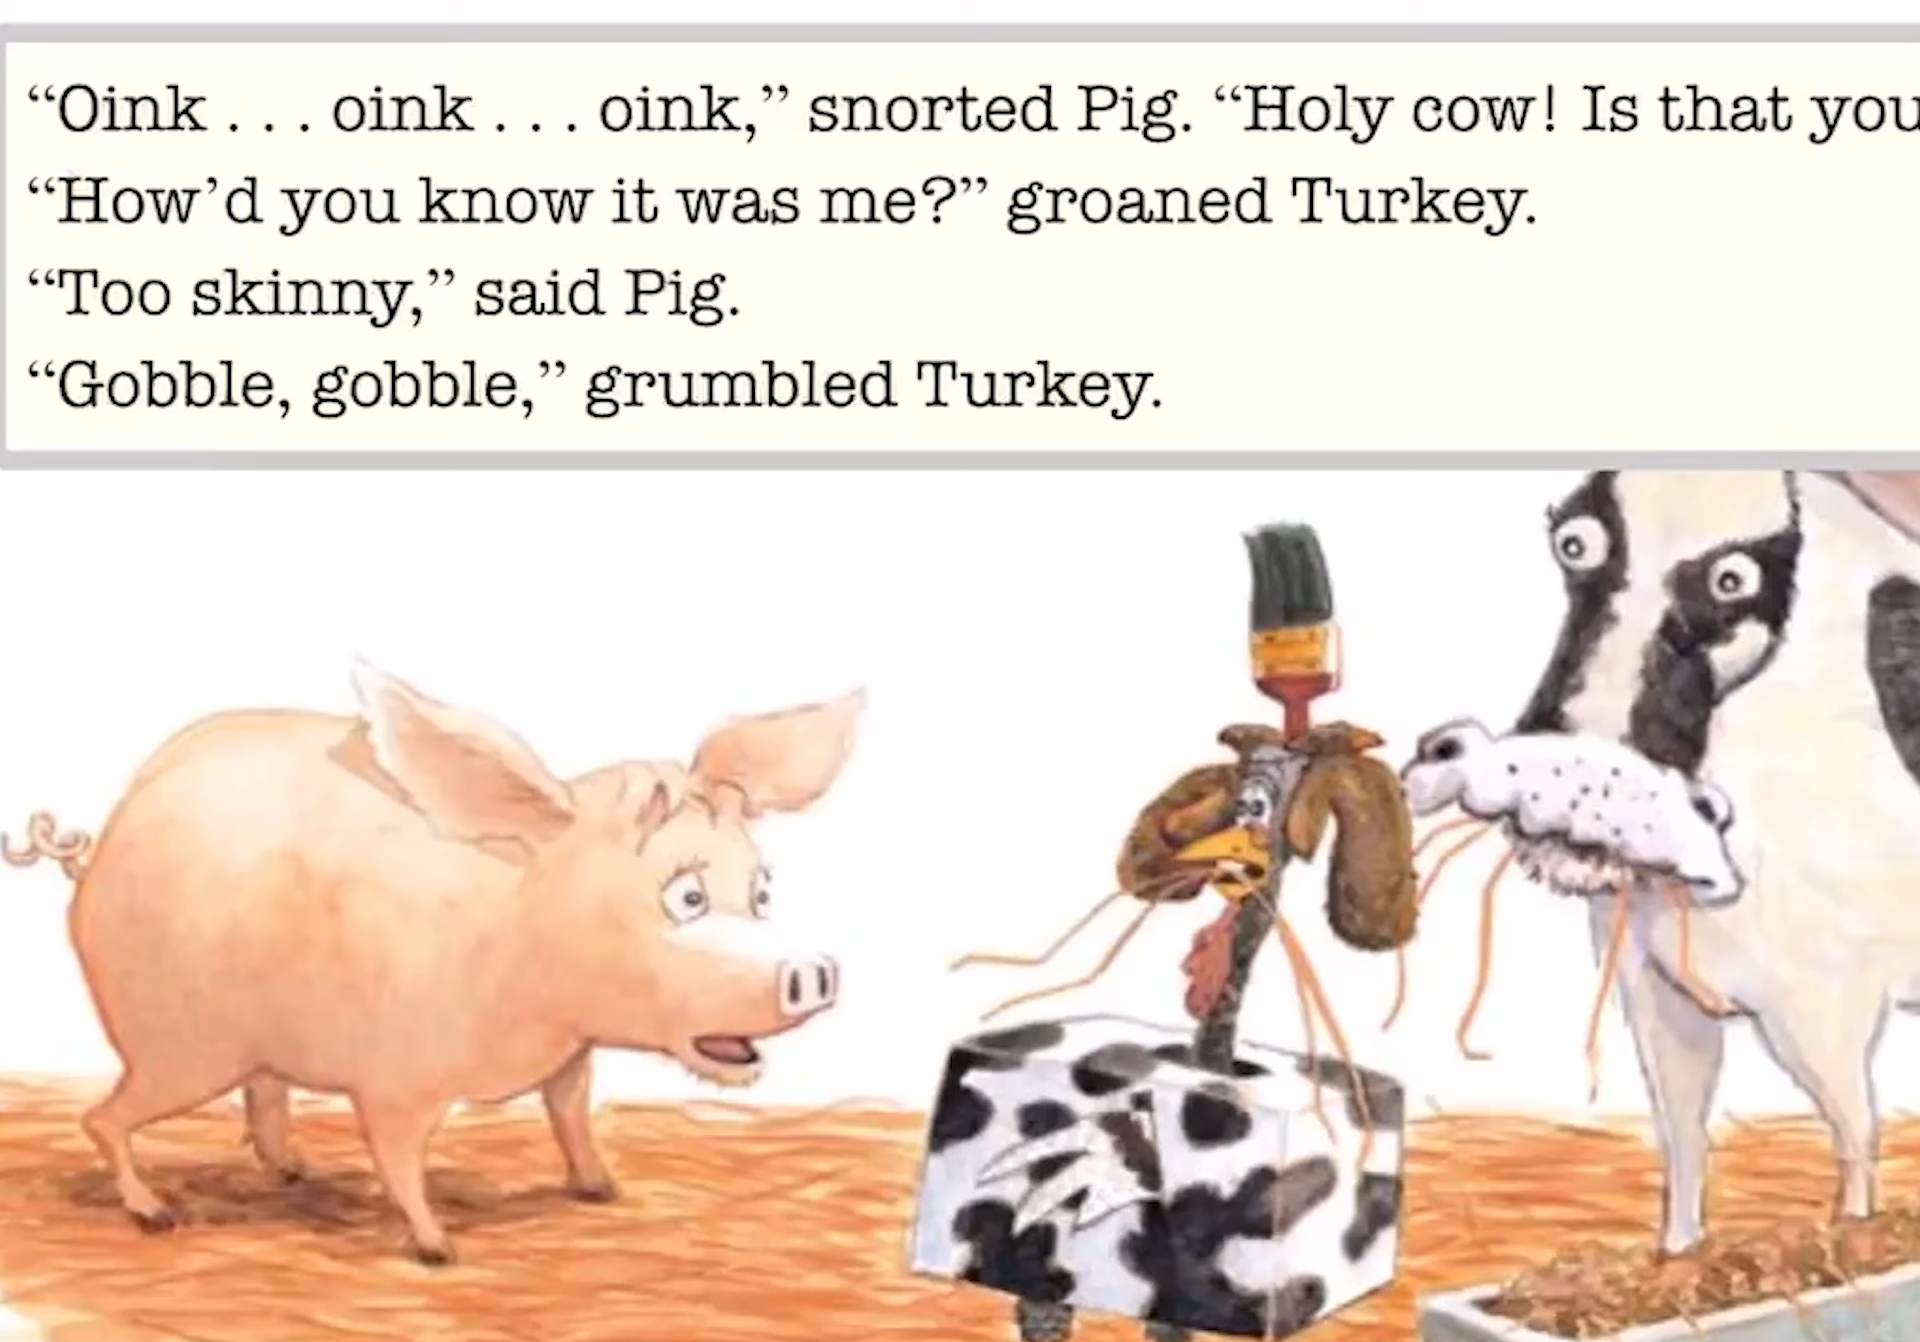 “Oink . . . oink . . . oink,” snorted Pig. “Holy cow! Is that you
“How’d you know it was me?” groaned Turkey.
“Too skinny,” said Pig.
“Gobble, gobble,” grumbled Turkey.